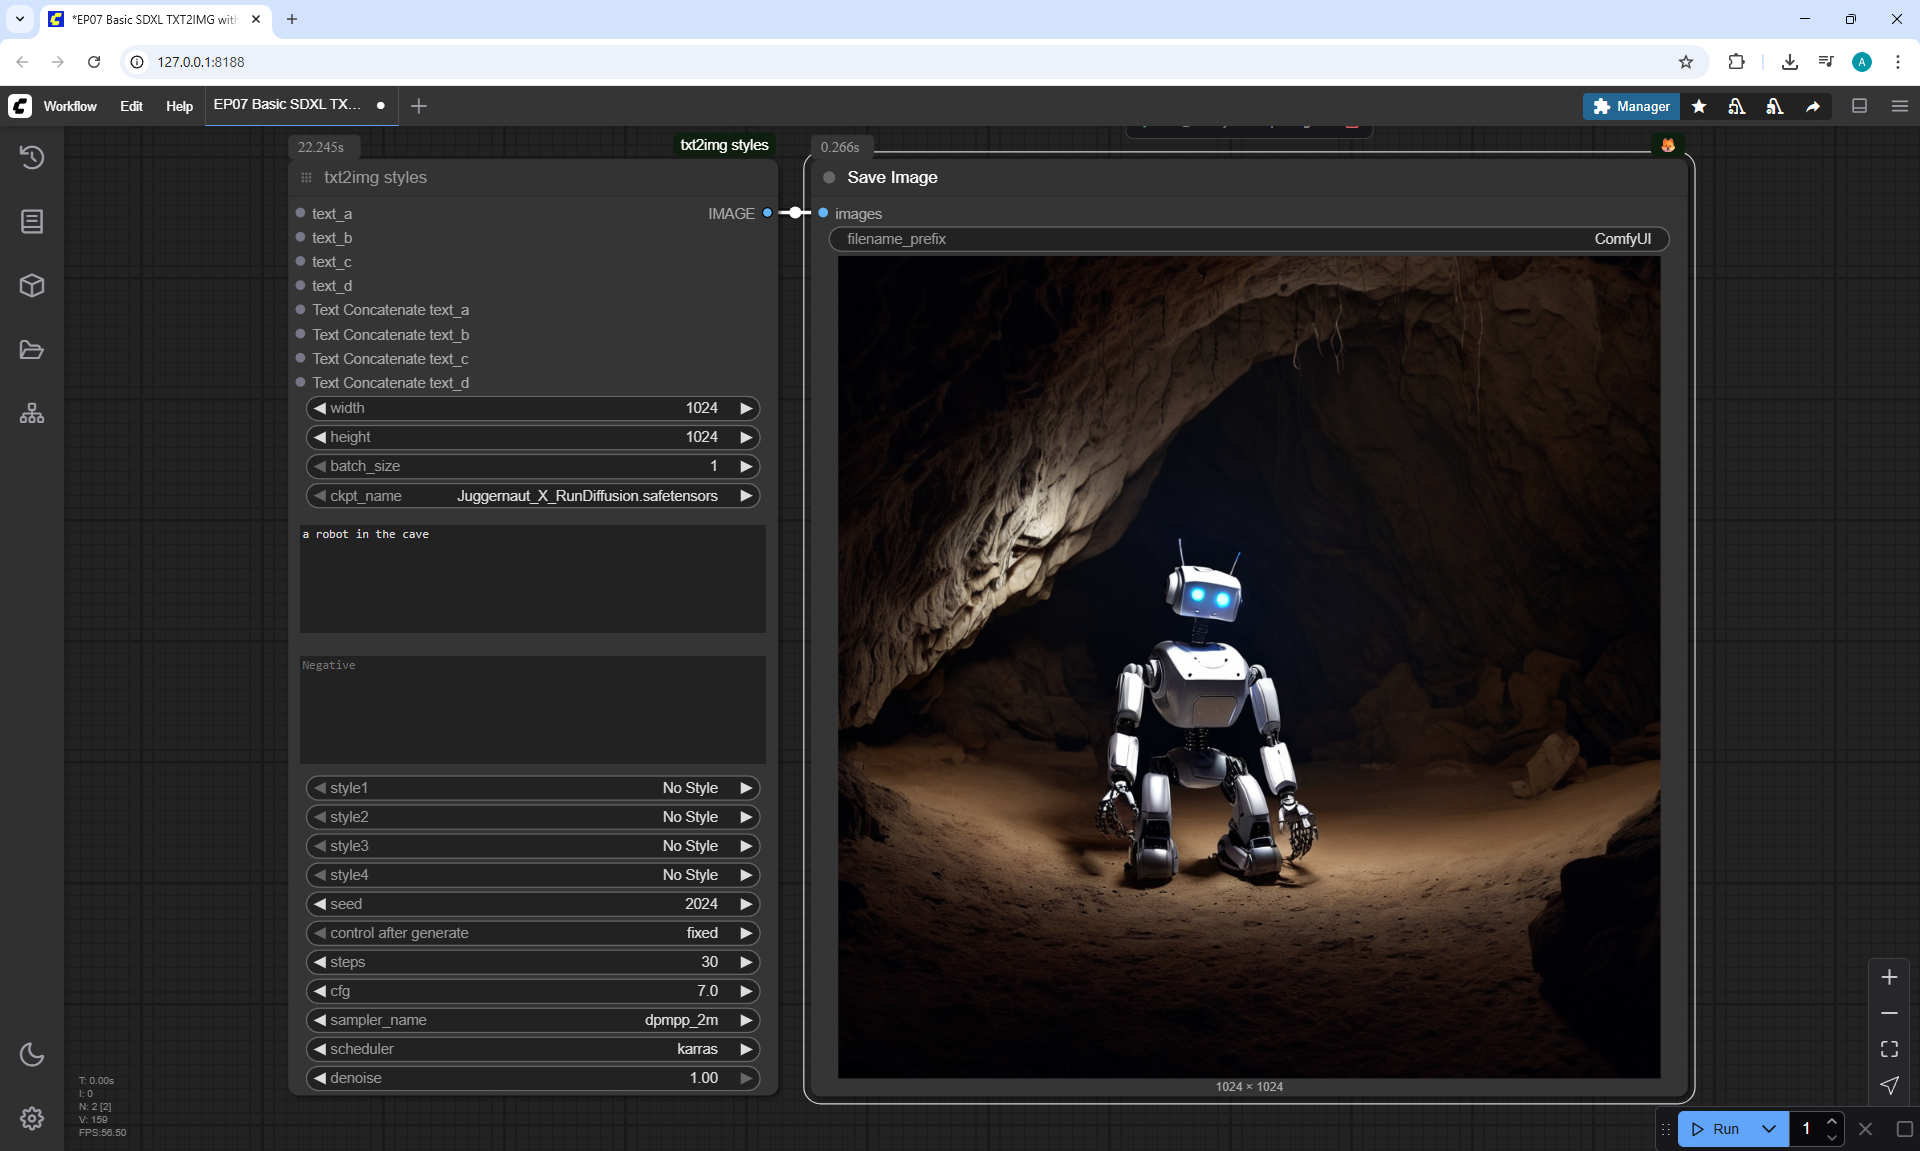 *EP07 Basic SDXL TXT2IMG with
127.0.0.1:8188
A
Workflow
Edit
Help
EP07 Basic SDXL TX...
Manager
22.245s
txt2img styles
txt2img styles
text_a
IMAGE
text_b
text_c
text_d
Text Concatenate text_a
Text Concatenate text_b
Text Concatenate text_c
Text Concatenate text_d
width 1024
height 1024
batch_size 1
ckpt_name Juggernaut_X_RunDiffusion.safetensors
a robot in the cave
Negative
style1 No Style
style2 No Style
style3 No Style
style4 No Style
seed 2024
control after generate fixed
steps 30
cfg 7.0
sampler_name dpmpp_2m
scheduler karras
denoise 1.00
0.266s
Save Image
images
filename_prefix ComfyUI
1024 × 1024
T: 0.00s
I: 0
N: 2 [2]
V: 159
FPS:56.50
Run
1